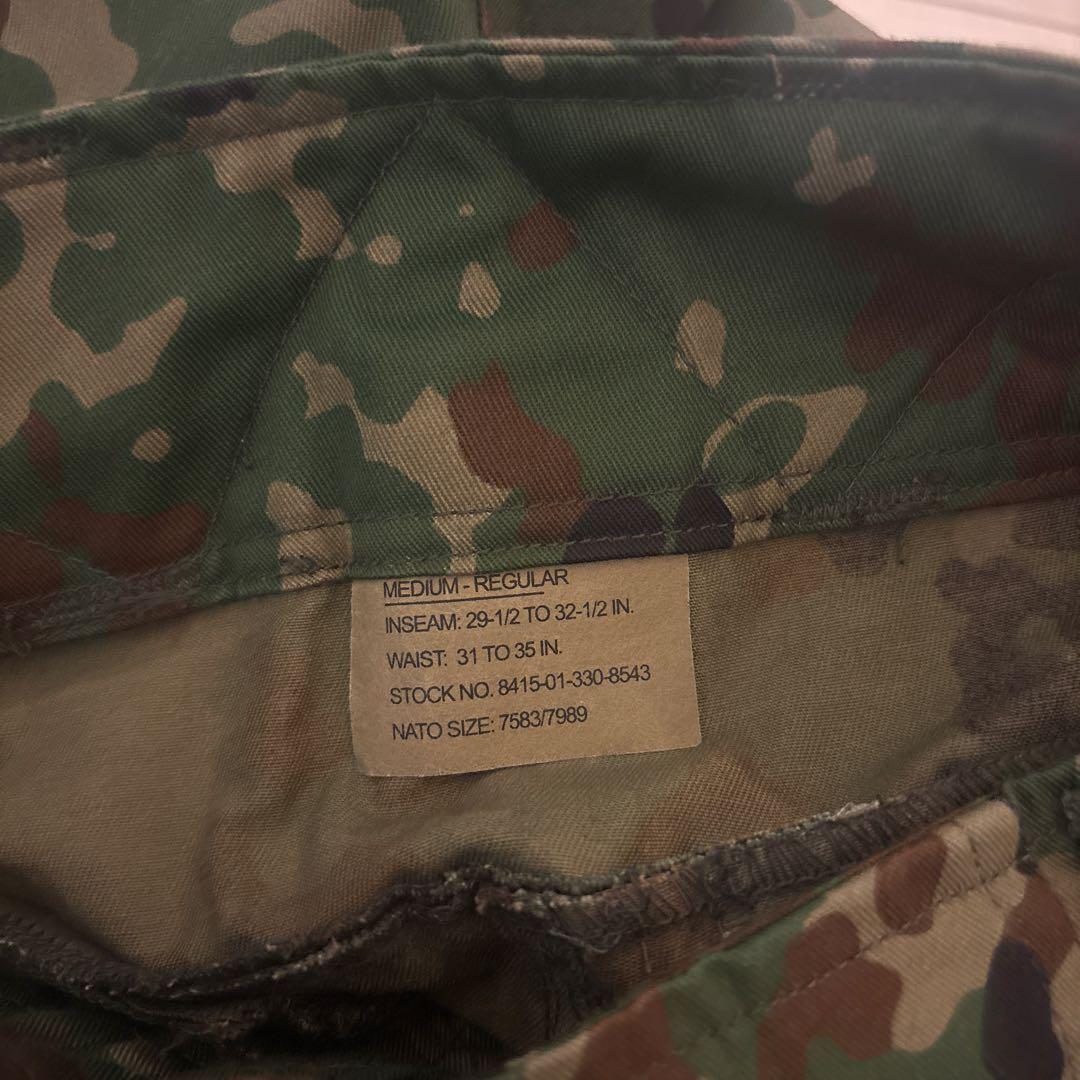 MEDIUM - REGULAR
INSEAM: 29-1/2 TO 32-1/2 IN.
WAIST: 31 TO 35 IN.
STOCK NO. 8415-01-330-8543
NATO SIZE: 7583/7989